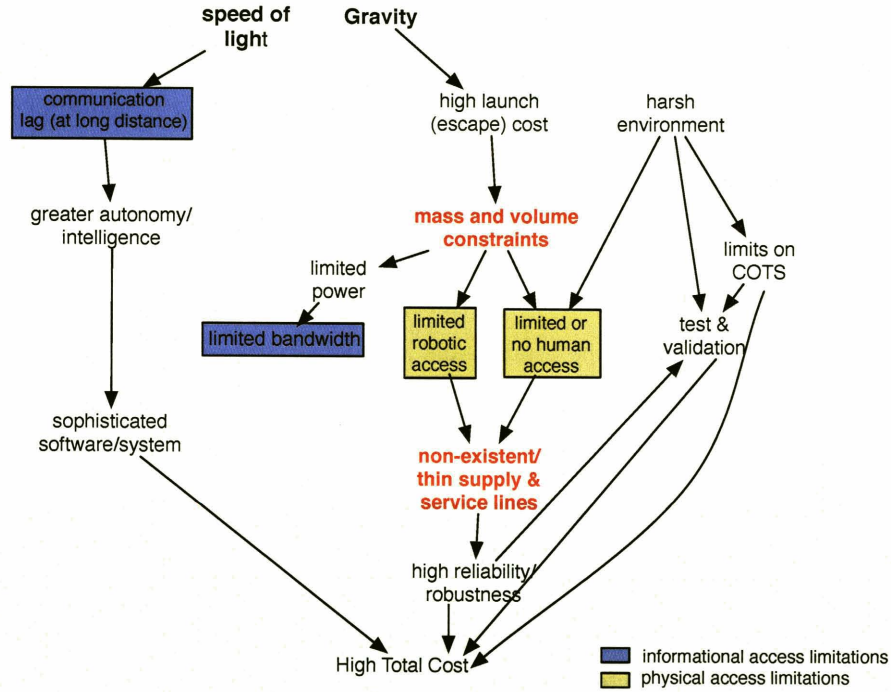 speed of
light
Gravity
communication
lag (at long distance)
high launch
(escape) cost
harsh
environment
greater autonomy/
intelligence
mass and volume
constraints
limits on
COTS
limited
power
limited bandwidth
limited
robotic
access
limited or
no human
access
test &
validation
sophisticated
software/system
non-existent/
thin supply &
service lines
high reliability/
robustness
High Total Cost
informational access limitations
physical access limitations